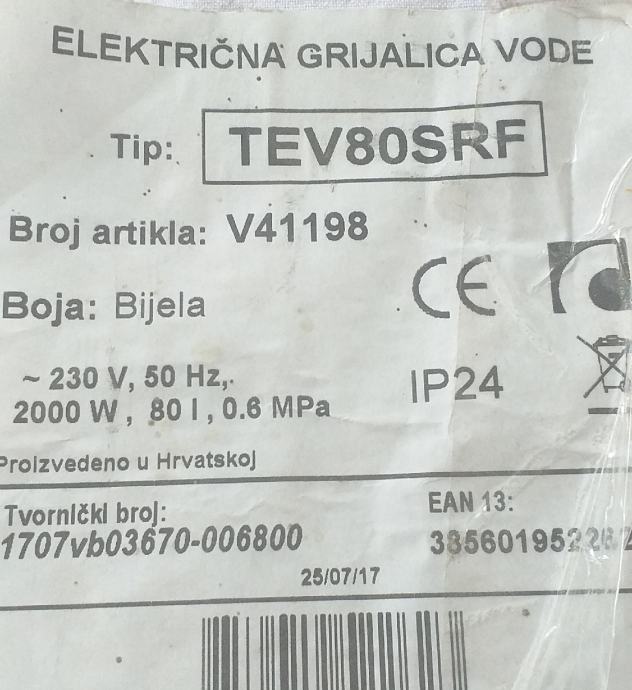 ELEKTRIČNA GRIJALICA VODE
Tip: TEV80SRF
Broj artikla: V41198
Boja: Bijela
CE
~ 230 V, 50 Hz,
2000 W , 80 l , 0.6 MPa
IP24
Proizvedeno u Hrvatskoj
Tvornički broj:
1707vb03670-006800
EAN 13:
25/07/17